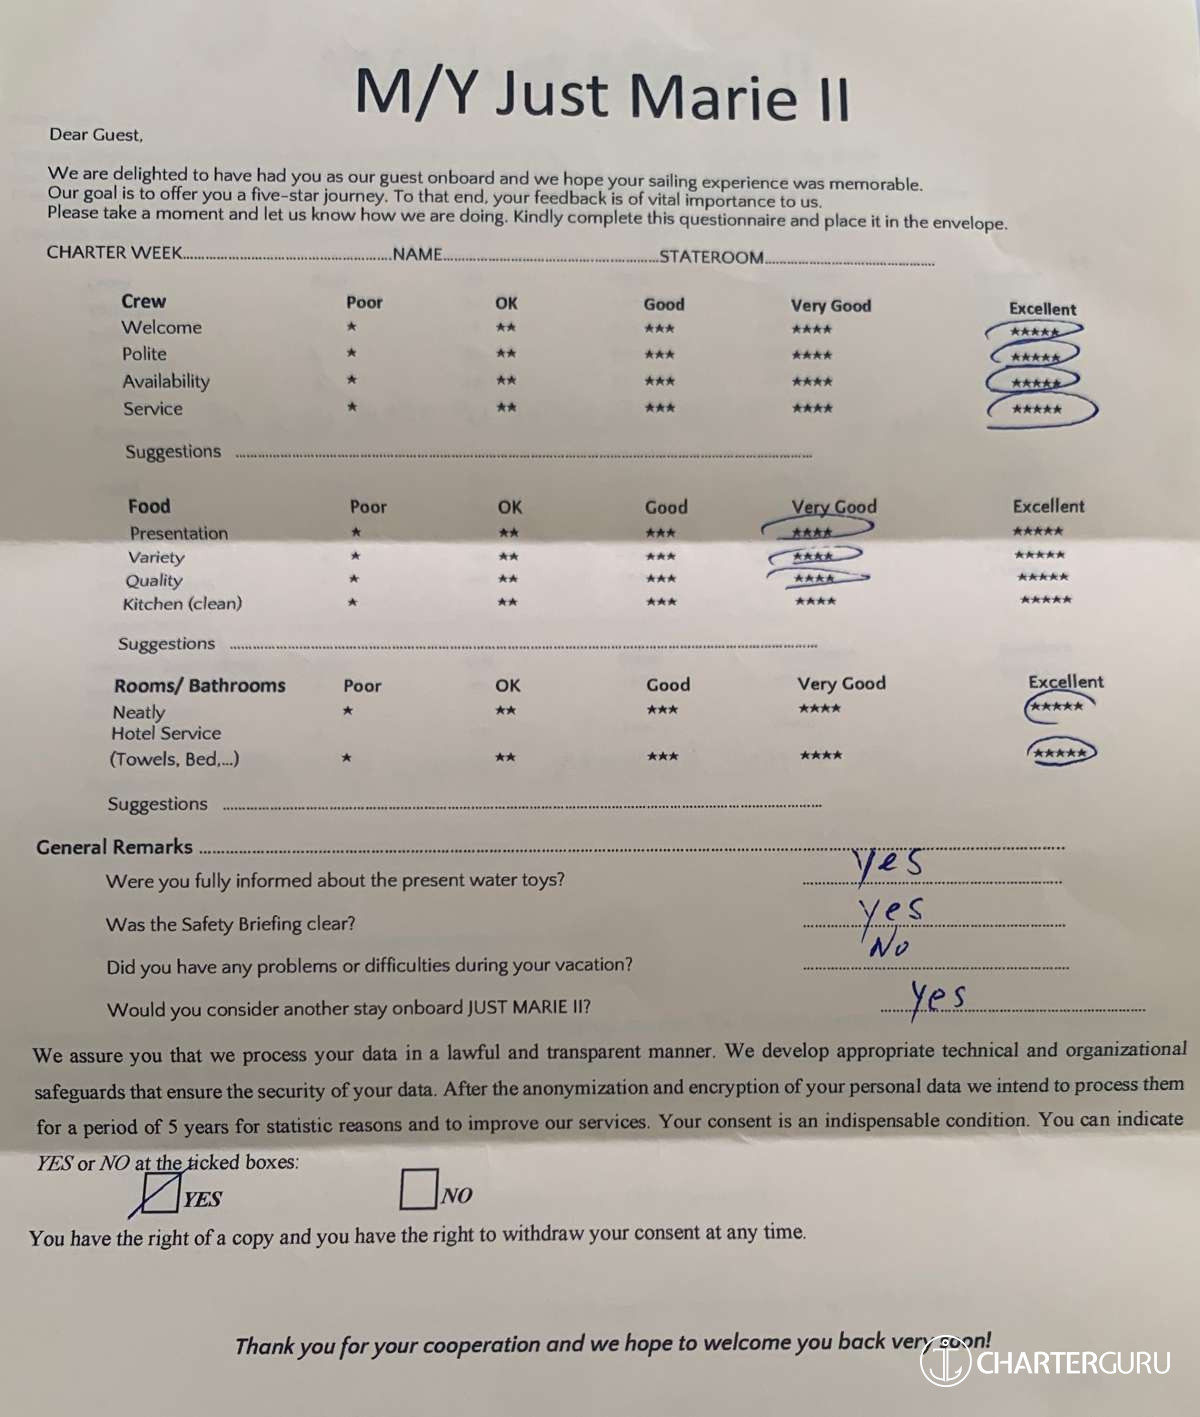 M/Y Just Marie II
Dear Guest,
We are delighted to have had you as our guest onboard and we hope your sailing experience was memorable.
Our goal is to offer you a five-star journey. To that end, your feedback is of vital importance to us.
Please take a moment and let us know how we are doing. Kindly complete this questionnaire and place it in the envelope.
CHARTER WEEK..........................................NAME..........................................STATEROOM..................................
Crew Poor OK Good Very Good Excellent
Welcome ★ ★★ ★★★ ★★★★ ★★★★★
Polite ★ ★★ ★★★ ★★★★ ★★★★★
Availability ★ ★★ ★★★ ★★★★ ★★★★★
Service ★ ★★ ★★★ ★★★★ ★★★★★
Suggestions ....................................................................................
Food Poor OK Good Very Good Excellent
Presentation ★ ★★ ★★★ ★★★★ ★★★★★
Variety ★ ★★ ★★★ ★★★★ ★★★★★
Quality ★ ★★ ★★★ ★★★★ ★★★★★
Kitchen (clean) ★ ★★ ★★★ ★★★★ ★★★★★
Suggestions ....................................................................................
Rooms/ Bathrooms Poor OK Good Very Good Excellent
Neatly ★ ★★ ★★★ ★★★★ ★★★★★
Hotel Service
(Towels, Bed,...) ★ ★★ ★★★ ★★★★ ★★★★★
Suggestions ....................................................................................
General Remarks ....................................................................................
Were you fully informed about the present water toys? Yes
Was the Safety Briefing clear? yes
Did you have any problems or difficulties during your vacation? No
Would you consider another stay onboard JUST MARIE II? Yes
We assure you that we process your data in a lawful and transparent manner. We develop appropriate technical and organizational
safeguards that ensure the security of your data. After the anonymization and encryption of your personal data we intend to process them
for a period of 5 years for statistic reasons and to improve our services. Your consent is an indispensable condition. You can indicate
YES or NO at the ticked boxes:
YES NO
You have the right of a copy and you have the right to withdraw your consent at any time.
Thank you for your cooperation and we hope to welcome you back very soon!
CHARTERGURU